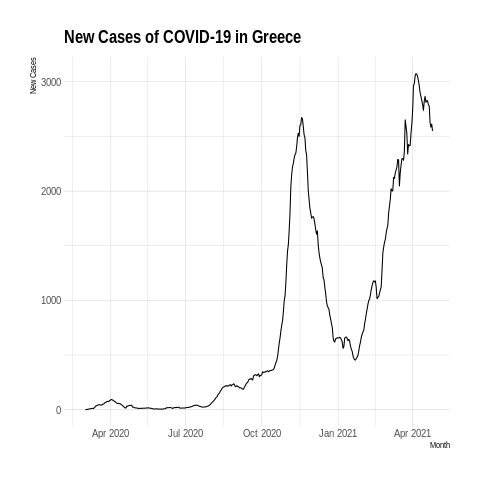 New Cases of COVID-19 in Greece
New Cases
3000
2000
1000
0
Apr 2020 Jul 2020 Oct 2020 Jan 2021 Apr 2021
Month